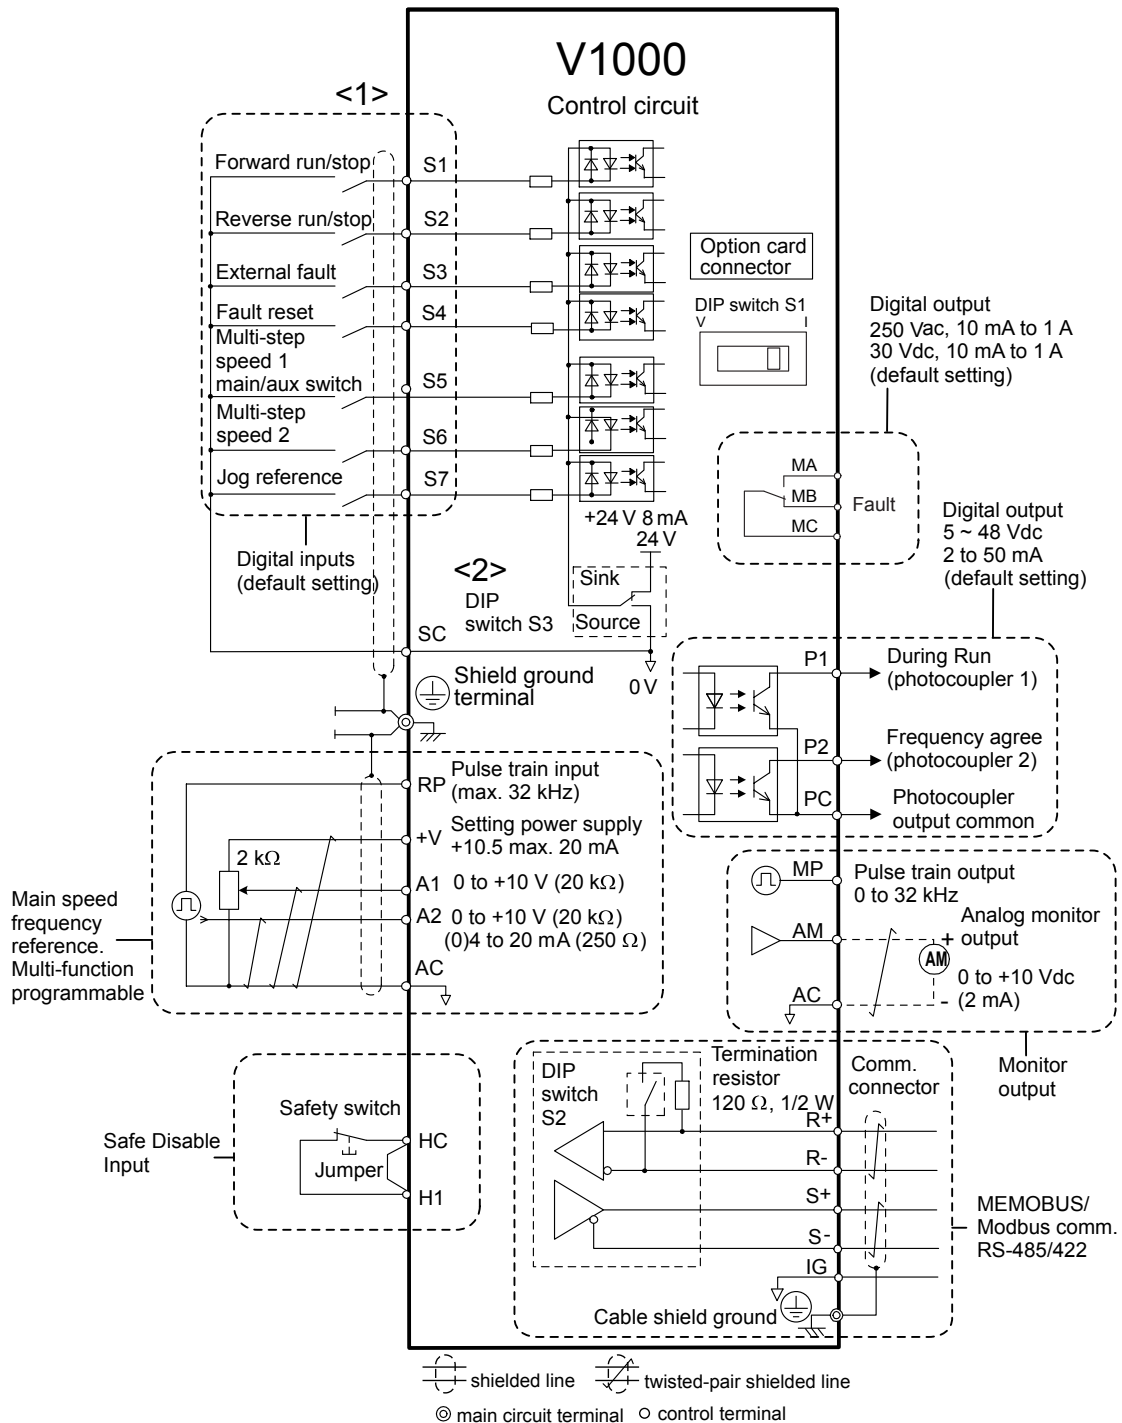 V1000
Control circuit
<1>
Forward run/stop
S1
Reverse run/stop
S2
External fault
S3
Fault reset
S4
Multi-step
speed 1
main/aux switch
S5
Multi-step
speed 2
S6
Jog reference
S7
Digital inputs
(default setting)
Option card
connector
DIP switch S1
V
I
+24 V 8 mA
24 V
<2>
DIP
switch S3
Sink
Source
SC
0 V
Shield ground
terminal
Digital output
250 Vac, 10 mA to 1 A
30 Vdc, 10 mA to 1 A
(default setting)
MA
MB
MC
Fault
Digital output
5 ~ 48 Vdc
2 to 50 mA
(default setting)
P1
During Run
(photocoupler 1)
P2
Frequency agree
(photocoupler 2)
PC
Photocoupler
output common
Main speed
frequency
reference.
Multi-function
programmable
2 kΩ
RP
Pulse train input
(max. 32 kHz)
+V
Setting power supply
+10.5 max. 20 mA
A1
0 to +10 V (20 kΩ)
A2
0 to +10 V (20 kΩ)
(0)4 to 20 mA (250 Ω)
AC
MP
Pulse train output
0 to 32 kHz
AM
+
Analog monitor
output
AM
0 to +10 Vdc
(2 mA)
AC
-
Monitor
output
Safe Disable
Input
Safety switch
Jumper
HC
H1
DIP
switch
S2
Termination
resistor
120 Ω, 1/2 W
Comm.
connector
R+
R-
S+
S-
IG
Cable shield ground
MEMOBUS/
Modbus comm.
RS-485/422
shielded line
twisted-pair shielded line
main circuit terminal
control terminal